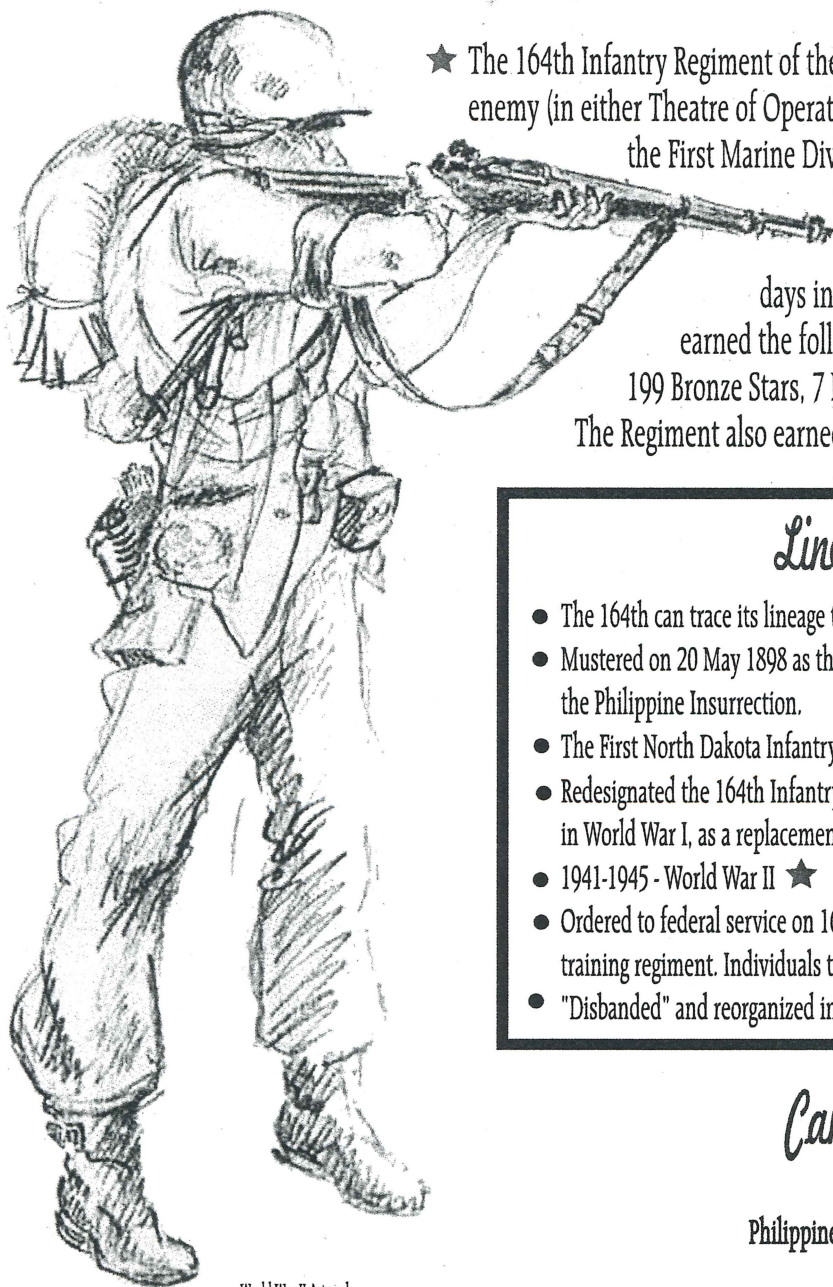 ★ The 164th Infantry Regiment of the
enemy (in either Theatre of Operat
the First Marine Div
days in
earned the foll
199 Bronze Stars, 7
The Regiment also earne
Line
● The 164th can trace its lineage t
● Mustered on 20 May 1898 as th
the Philippine Insurrection.
● The First North Dakota Infantry
● Redesignated the 164th Infantry
in World War I, as a replacemen
● 1941-1945 - World War II ★
● Ordered to federal service on 1
training regiment. Individuals t
● "Disbanded" and reorganized in
Cam
Philippine
World War II